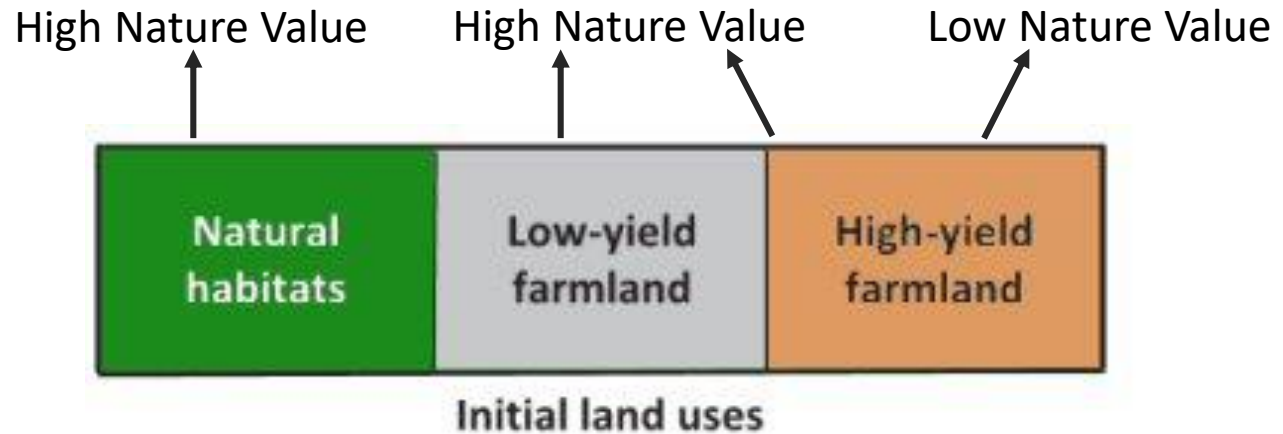 High Nature Value
High Nature Value
Low Nature Value
Natural
habitats
Low-yield
farmland
High-yield
farmland
Initial land uses